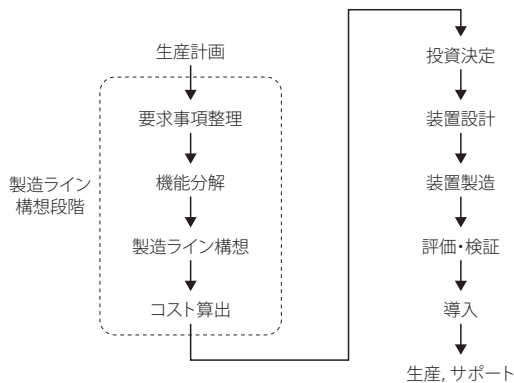 生産計画
要求事項整理
機能分解
製造ライン構想
コスト算出
製造ライン
構想段階
投資決定
装置設計
装置製造
評価・検証
導入
生産, サポート